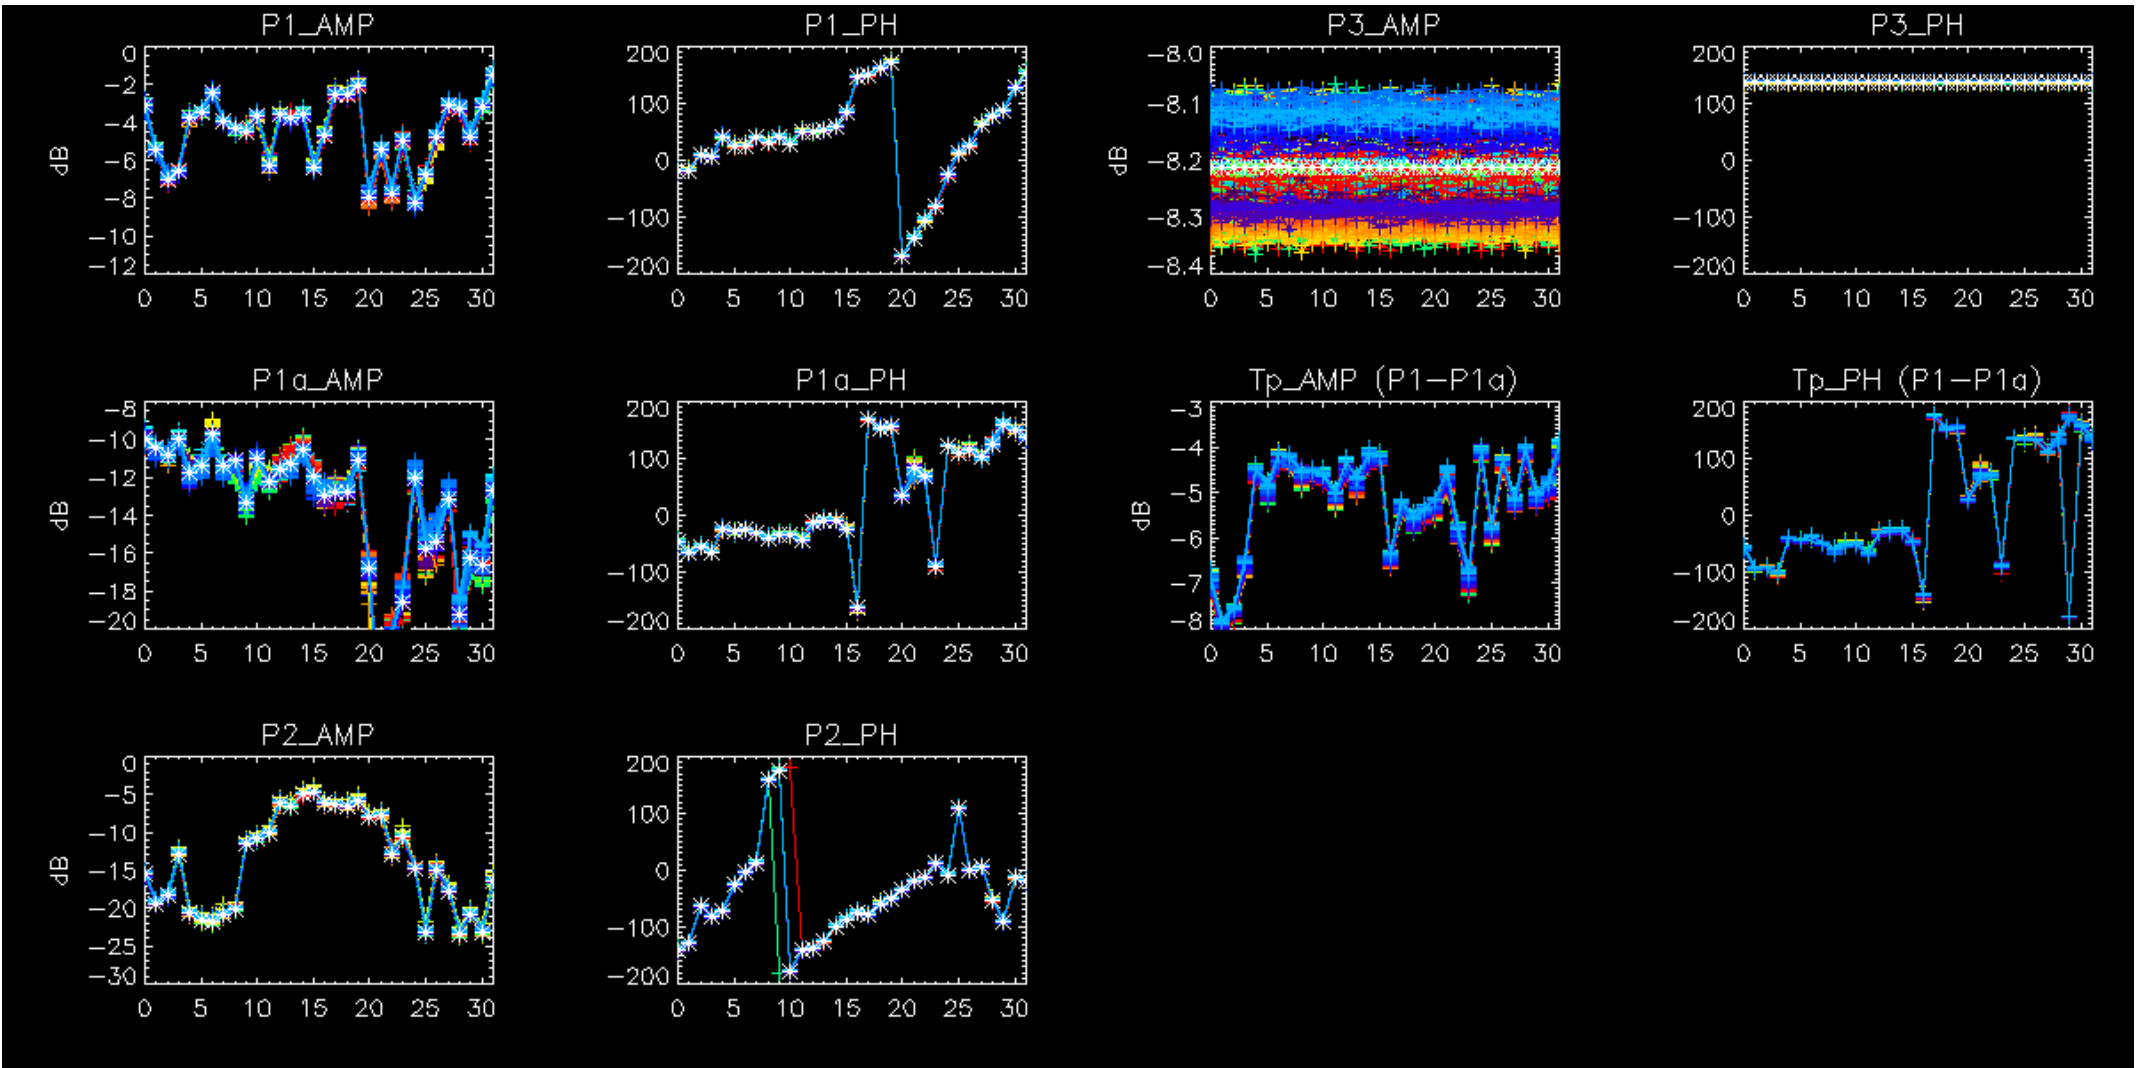 P1_AMP
0
−2
−4
−6
−8
−10
−12
dB
0 5 10 15 20 25 30
P1_PH
200
100
0
−100
−200
0 5 10 15 20 25 30
P3_AMP
−8.0
−8.1
−8.2
−8.3
−8.4
dB
0 5 10 15 20 25 30
P3_PH
200
100
0
−100
−200
0 5 10 15 20 25 30
P1a_AMP
−8
−10
−12
−14
−16
−18
−20
dB
0 5 10 15 20 25 30
P1a_PH
200
100
0
−100
−200
0 5 10 15 20 25 30
Tp_AMP (P1−P1a)
−3
−4
−5
−6
−7
−8
dB
0 5 10 15 20 25 30
Tp_PH (P1−P1a)
200
100
0
−100
−200
0 5 10 15 20 25 30
P2_AMP
0
−5
−10
−15
−20
−25
−30
dB
0 5 10 15 20 25 30
P2_PH
200
100
0
−100
−200
0 5 10 15 20 25 30